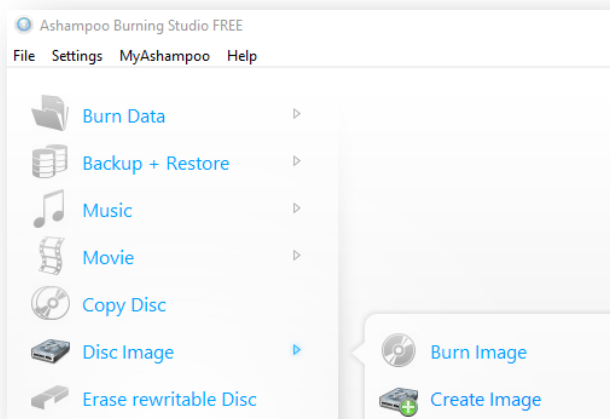 Ashampoo Burning Studio FREE
File Settings MyAshampoo Help
Burn Data
Backup + Restore
Music
Movie
Copy Disc
Disc Image
Burn Image
Erase rewritable Disc
Create Image